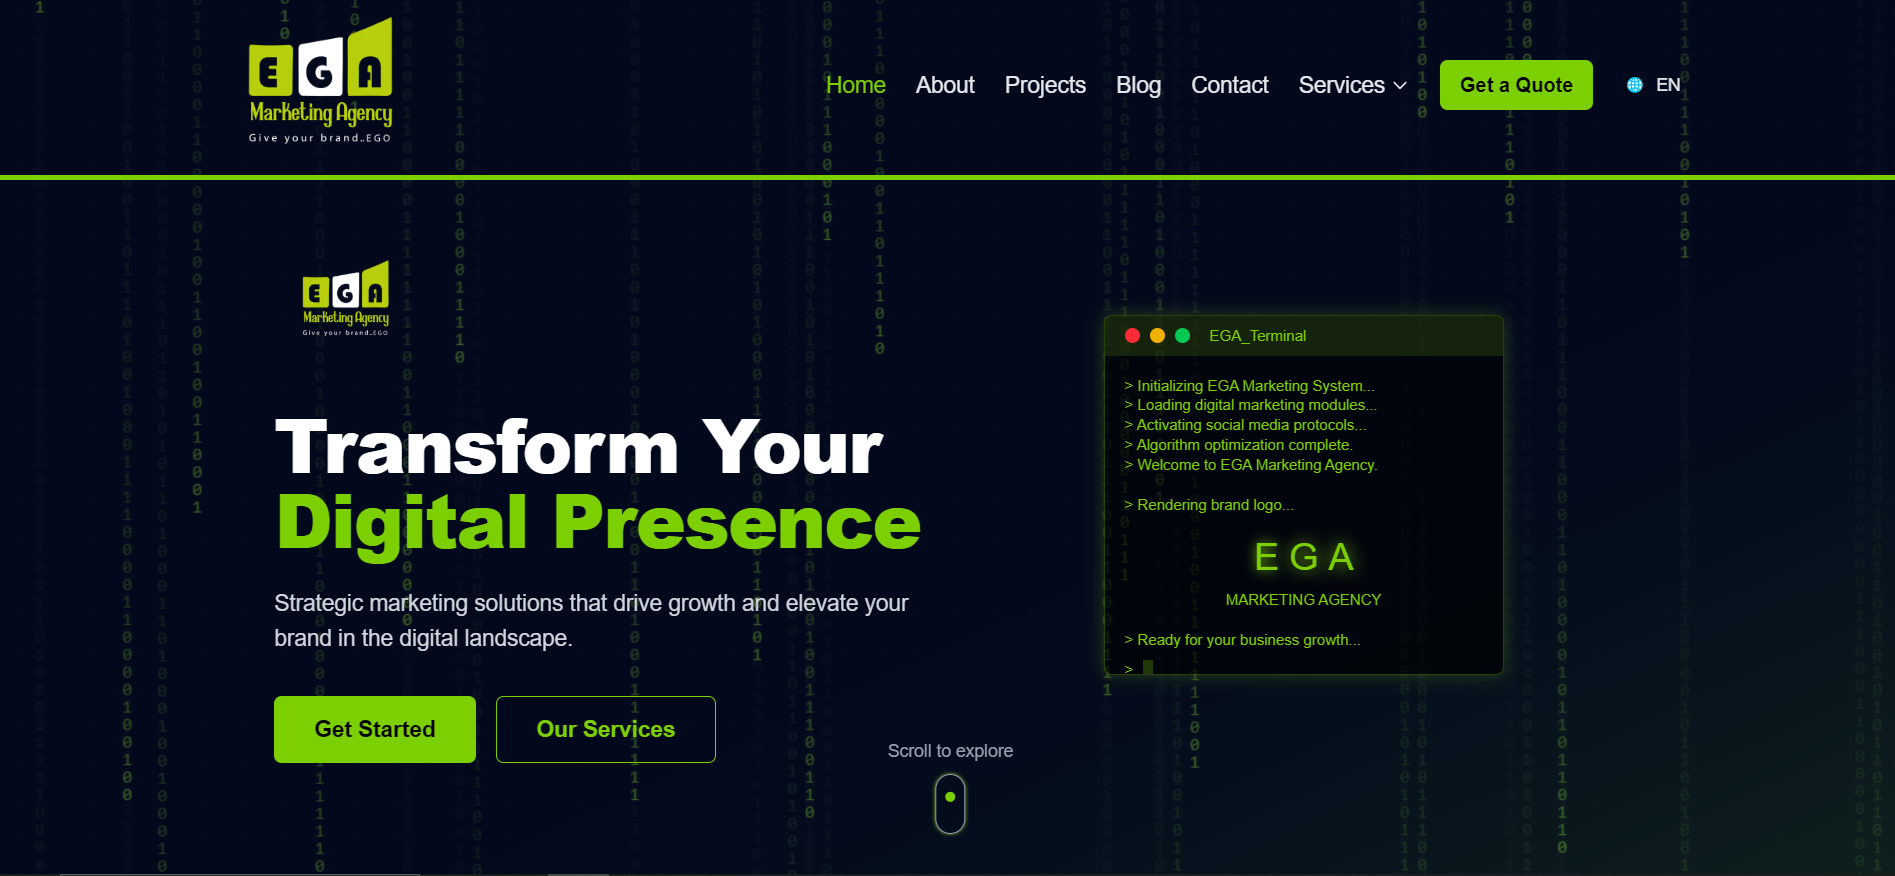 EGA
Marketing Agency
Give your brand..EGO
Home
About
Projects
Blog
Contact
Services
Get a Quote
EN
EGA
Marketing Agency
Give your brand..EGO
Transform Your
Digital Presence
Strategic marketing solutions that drive growth and elevate your
brand in the digital landscape.
Get Started
Our Services
Scroll to explore
EGA_Terminal
> Initializing EGA Marketing System...
> Loading digital marketing modules...
> Activating social media protocols...
> Algorithm optimization complete.
> Welcome to EGA Marketing Agency.
> Rendering brand logo...
E G A
MARKETING AGENCY
> Ready for your business growth...
>